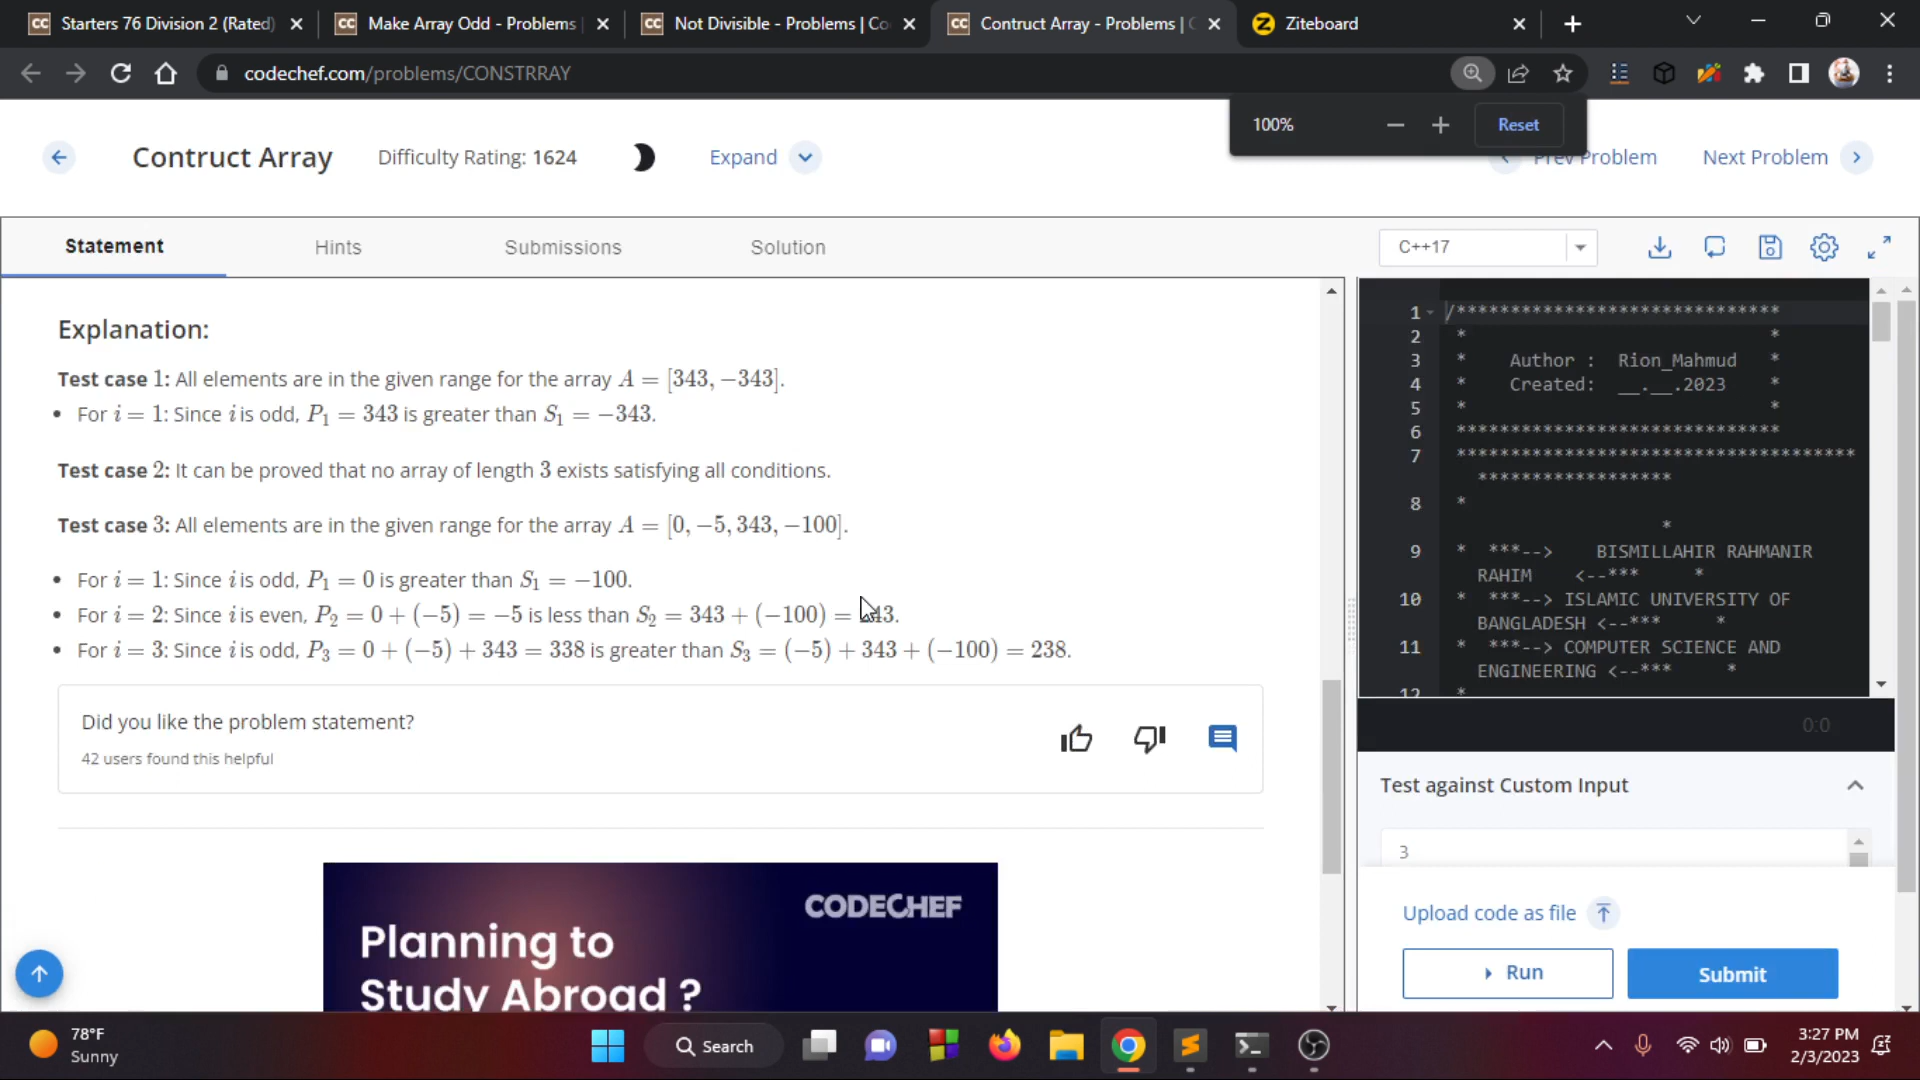 Starters 76 Division 2 (Rated)
Make Array Odd - Problems |
Not Divisible - Problems | Co
Contruct Array - Problems | C
Ziteboard
codechef.com/problems/CONSTRRAY
100%
Reset
Contruct Array
Difficulty Rating: 1624
Expand
Prev Problem
Next Problem
Statement
Hints
Submissions
Solution
C++17
Explanation:
Test case 1: All elements are in the given range for the array A = [343, −343].
• For i = 1: Since i is odd, P₁ = 343 is greater than S₁ = −343.
Test case 2: It can be proved that no array of length 3 exists satisfying all conditions.
Test case 3: All elements are in the given range for the array A = [0, −5, 343, −100].
• For i = 1: Since i is odd, P₁ = 0 is greater than S₁ = −100.
• For i = 2: Since i is even, P₂ = 0 + (−5) = −5 is less than S₂ = 343 + (−100) = 43.
• For i = 3: Since i is odd, P₃ = 0 + (−5) + 343 = 338 is greater than S₃ = (−5) + 343 + (−100) = 238.
Did you like the problem statement?
42 users found this helpful
CODECHEF
Planning to
Study Abroad ?
1 /*******************************
2 * *
3 * Author : Rion_Mahmud *
4 * Created: __.__.2023 *
5 * *
6 *******************************
7 **************************************
******************
8 *
*
9 * ***--> BISMILLAHIR RAHMANIR
RAHIM <--*** *
10 * ***--> ISLAMIC UNIVERSITY OF
BANGLADESH <--*** *
11 * ***--> COMPUTER SCIENCE AND
ENGINEERING <--*** *
12 *
0:0
Test against Custom Input
3
Upload code as file
Run
Submit
78°F
Sunny
Search
3:27 PM
2/3/2023